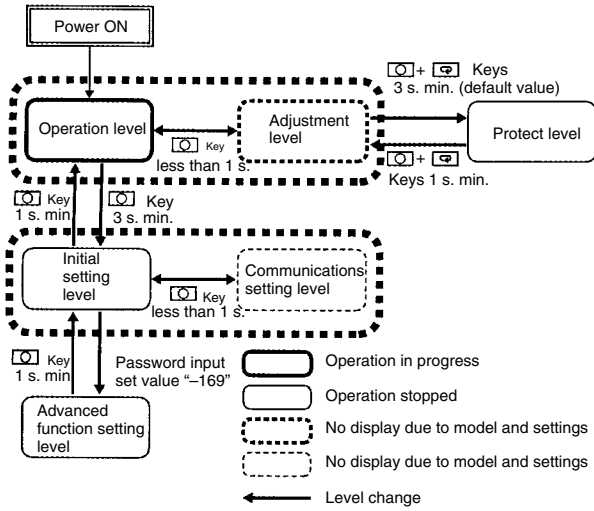 Power ON
Operation level
Adjustment
level
Key
less than 1 s.
+ Keys
3 s. min. (default value)
Protect level
+
Keys 1 s. min.
Key
1 s. min
Key
3 s. min.
Initial
setting
level
Communications
setting level
Key
less than 1 s.
Key
1 s. min
Password input
set value "–169"
Advanced
function setting
level
Operation in progress
Operation stopped
No display due to model and settings
No display due to model and settings
Level change